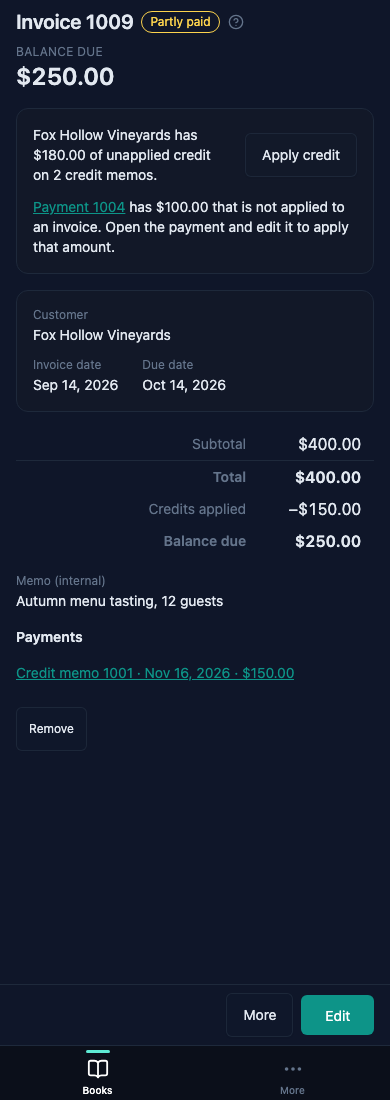 Invoice 1009 Partly paid ?
BALANCE DUE
$250.00
Fox Hollow Vineyards has
$180.00 of unapplied credit
on 2 credit memos.
Apply credit
Payment 1004 has $100.00 that is not applied to
an invoice. Open the payment and edit it to apply
that amount.
Customer
Fox Hollow Vineyards
Invoice date Due date
Sep 14, 2026 Oct 14, 2026
Subtotal $400.00
Total $400.00
Credits applied –$150.00
Balance due $250.00
Memo (internal)
Autumn menu tasting, 12 guests
Payments
Credit memo 1001 · Nov 16, 2026 · $150.00
Remove
More Edit
Books More